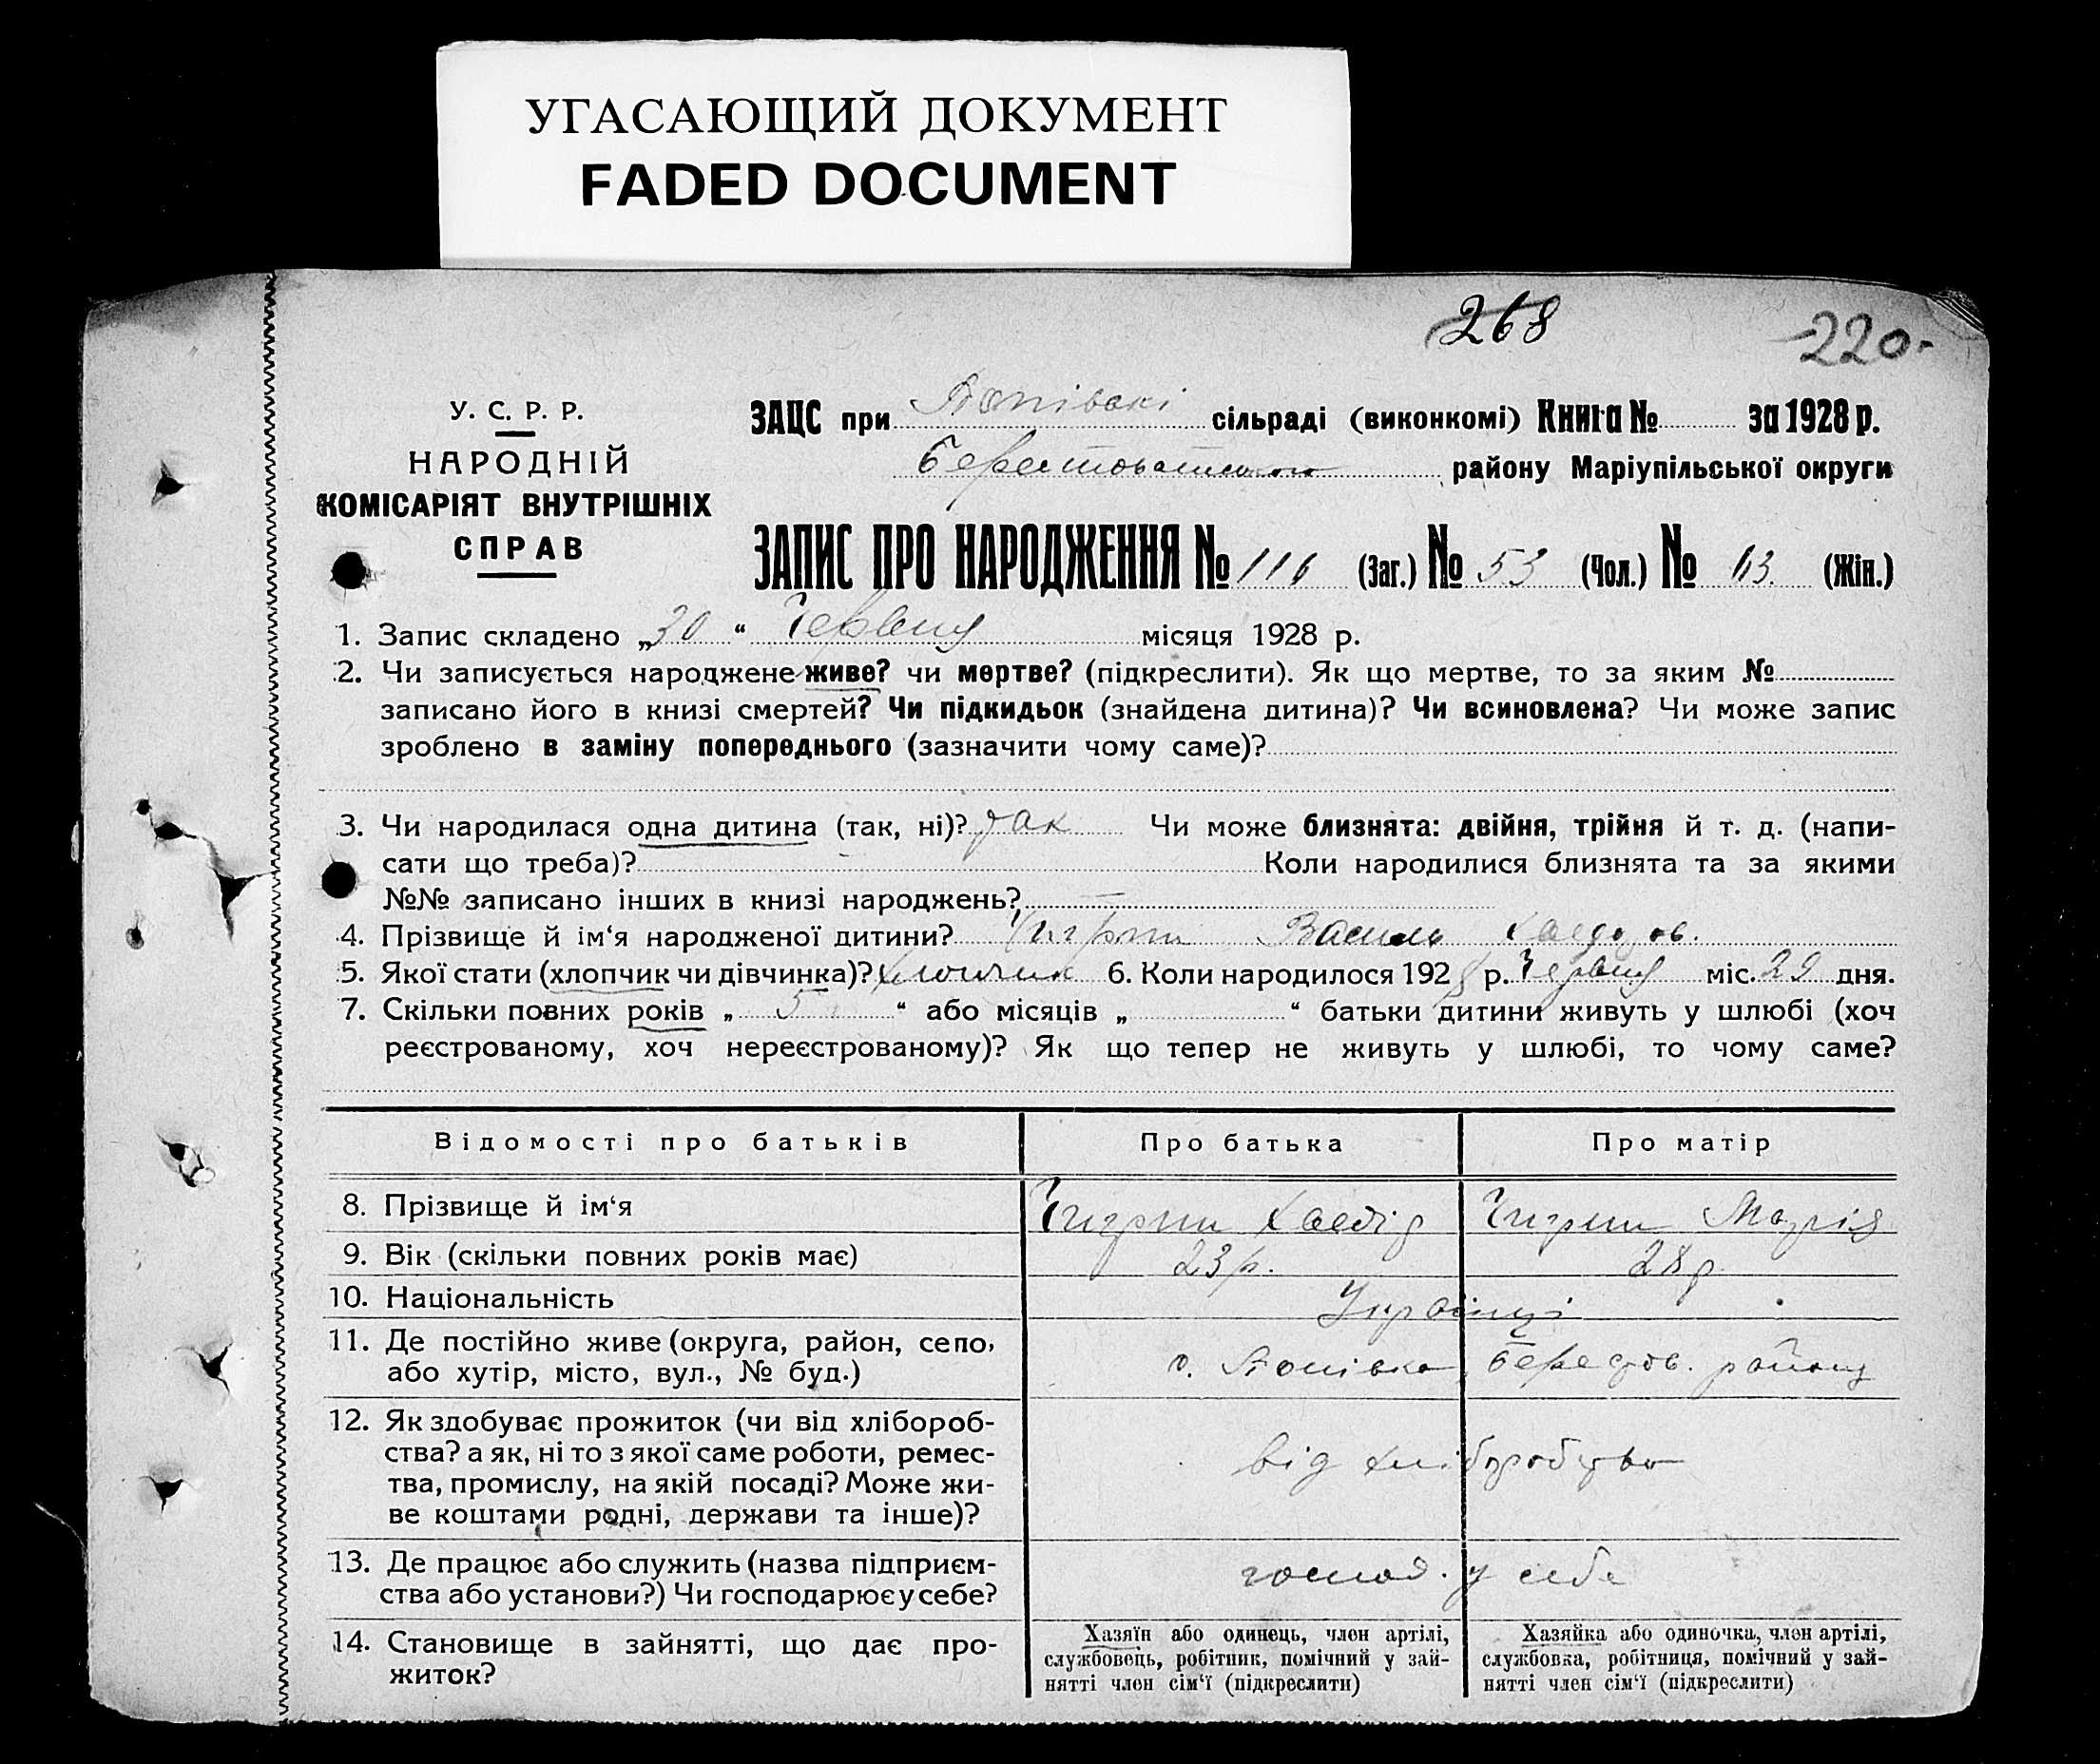 УГАСАЮЩИЙ ДОКУМЕНТ
FADED DOCUMENT
268
220.
У. С. Р. Р.
НАРОДНІЙ
КОМІСАРІЯТ ВНУТРІШНІХ
СПРАВ
ЗАЦС при сільраді (виконкомі) Книга № за 1928 р.
району Маріупільської округи
ЗАПИС ПРО НАРОДЖЕННЯ № 116 (Заг.) № 53 (Чол.) № (Жін.)
1. Запис складено „30“ Червня місяця 1928 р.
2. Чи записується народжене живе? чи мертве? (підкреслити). Як що мертве, то за яким №
записано його в книзі смертей? Чи підкидьок (знайдена дитина)? Чи всиновлена? Чи може запис
зроблено в заміну попереднього (зазначити чому саме)?
3. Чи народилася одна дитина (так, ні)? так Чи може близнята: двійня, трійня й т. д. (напи-
сати що треба)? — Коли народилися близнята та за якими
№№ записано інших в книзі народжень? —
4. Прізвище й ім‘я народженої дитини? Чигрин Василь
5. Якої стати (хлопчик чи дівчинка)? хлопчик 6. Коли народилося 1928 р. Червня міс. 29 дня.
7. Скільки повних років „ 5 “ або місяців „ “ батьки дитини живуть у шлюбі (хоч
реєстрованому, хоч нереєстрованому)? Як що тепер не живуть у шлюбі, то чому саме?
Відомості про батьків Про батька Про матір
8. Прізвище й ім‘я Чигрин Чигрин Марія
9. Вік (скільки повних років має) 23 р. 28 р.
10. Національність Українці
11. Де постійно живе (округа, район, село,
або хутір, місто, вул., № буд.) Берестов. району
12. Як здобуває прожиток (чи від хлібороб-
ства? а як, ні то з якої саме роботи, ремес-
тва, промислу, на якій посаді? Може жи-
ве коштами родні, держави та інше)? від хліборобства
13. Де працює або служить (назва підприєм-
ства або установи?) Чи господарює у себе? господ. у себе
14. Становище в зайнятті, що дає про-
житок?
Хазяїн або одинець, член артілі,
службовець, робітник, помічний у зай-
нятті член сім‘ї (підкреслити)
Хазяйка або одиночка, член артілі,
службовка, робітниця, помічний у зай-
нятті член сім‘ї (підкреслити)